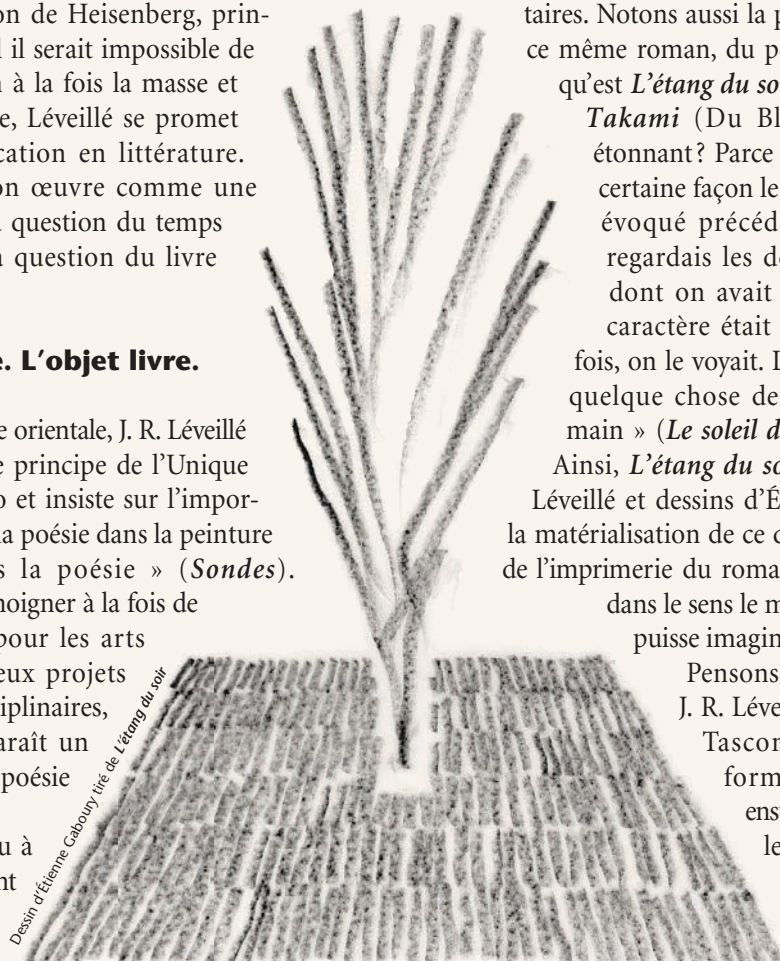 on de Heisenberg, prin-
il serait impossible de
à la fois la masse et
e, Léveillé se promet
cation en littérature.
on œuvre comme une
question du temps
question du livre
e. L’objet livre.
e orientale, J. R. Léveillé
e principe de l’Unique
o et insiste sur l’impor-
la poésie dans la peinture
s la poésie » (Sondes).
noigner à la fois de
pour les arts
eux projets
iplinaires,
araît un
poésie
u à
nt
Dessin d’Étienne Gaboury tiré de L’étang du soir
taires. Notons aussi la p
ce même roman, du p
qu’est L’étang du so
Takami (Du Bl
étonnant ? Parce
certaine façon le
évoqué précéd
regardais les d
dont on avait
caractère était
fois, on le voyait. L
quelque chose de
main » (Le soleil d
Ainsi, L’étang du so
Léveillé et dessins d’É
la matérialisation de ce d
de l’imprimerie du roma
dans le sens le m
puisse imagin
Pensons
J. R. Léve
Tascon
form
ens
le